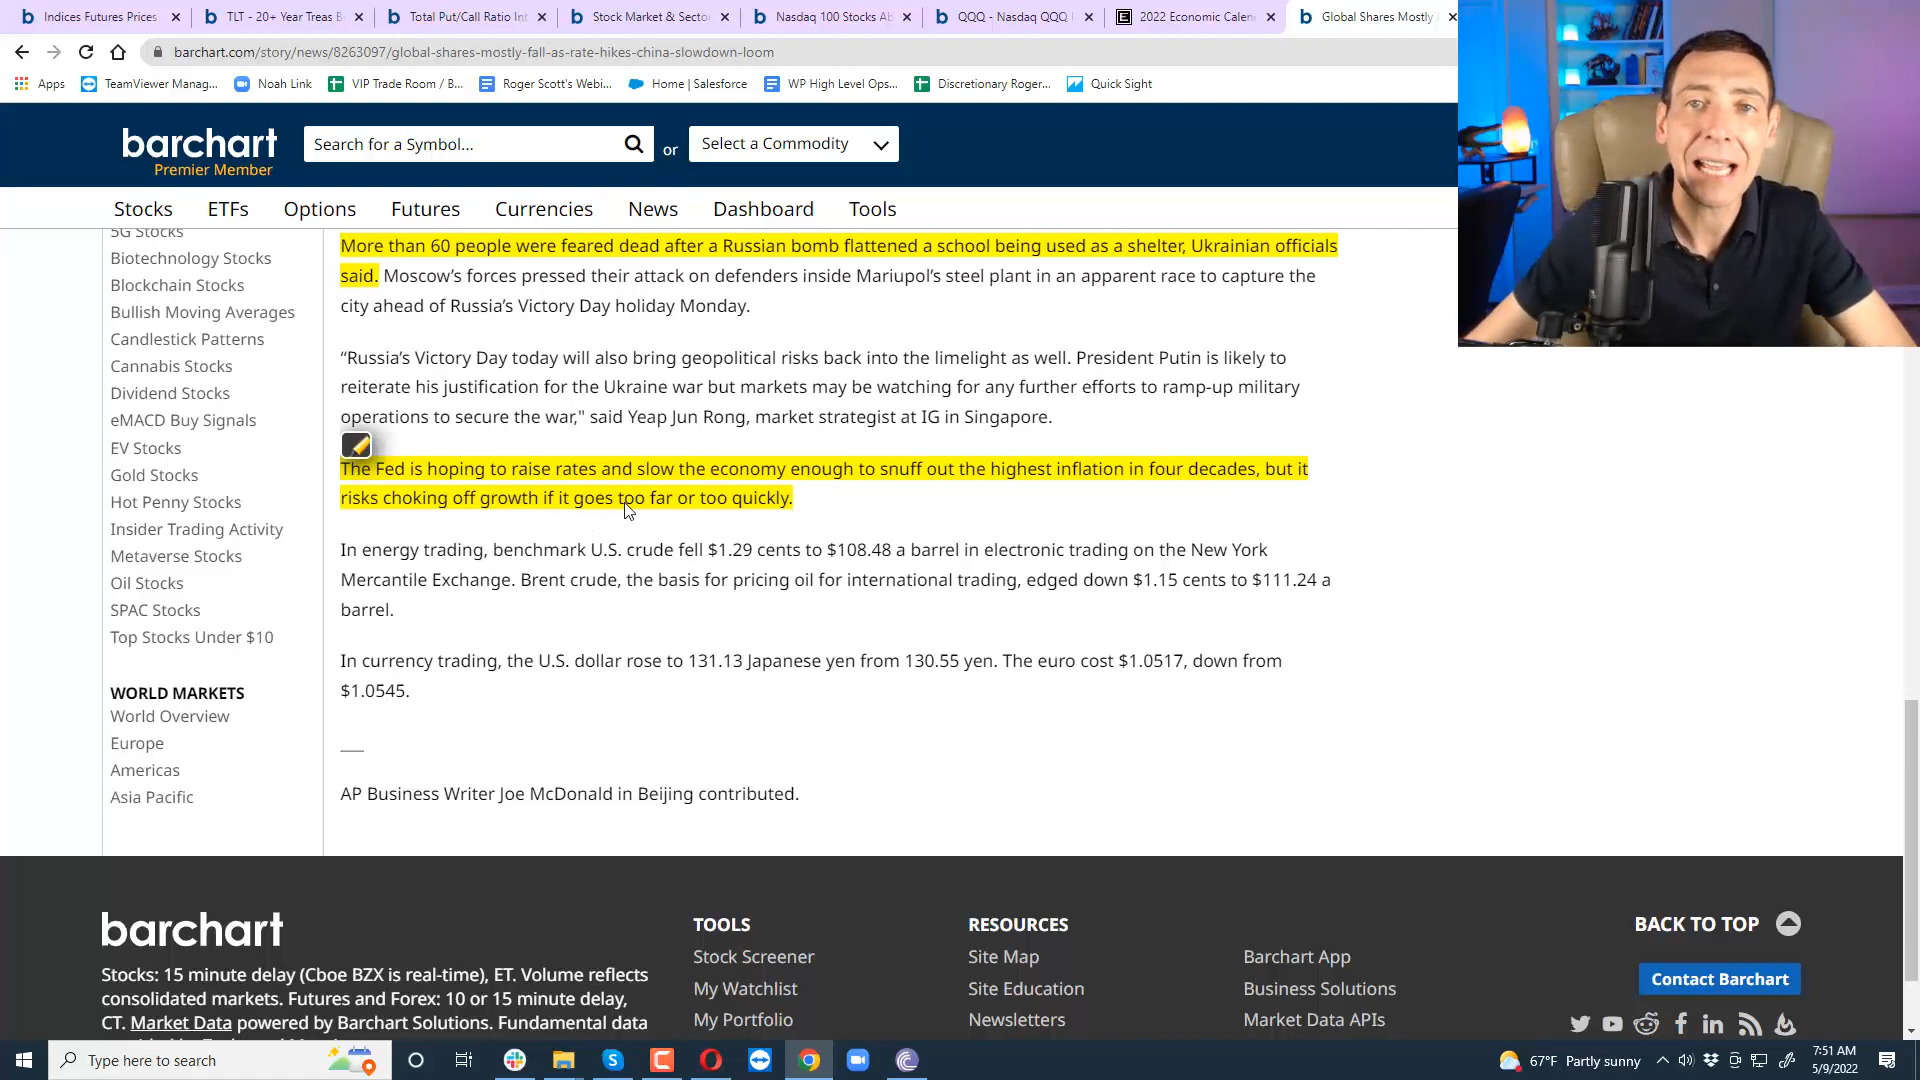 Indices Futures Prices
TLT - 20+ Year Treas B
Total Put/Call Ratio Int
Stock Market & Secto
Nasdaq 100 Stocks Ab
QQQ - Nasdaq QQQ
2022 Economic Calen
Global Shares Mostly
barchart.com/story/news/8263097/global-shares-mostly-fall-as-rate-hikes-china-slowdown-loom
Apps
TeamViewer Manag...
Noah Link
VIP Trade Room / B...
Roger Scott's Webi...
Home | Salesforce
WP High Level Ops...
Discretionary Roger...
Quick Sight
barchart
Premier Member
Search for a Symbol...
or
Select a Commodity
Stocks
ETFs
Options
Futures
Currencies
News
Dashboard
Tools
5G Stocks
Biotechnology Stocks
Blockchain Stocks
Bullish Moving Averages
Candlestick Patterns
Cannabis Stocks
Dividend Stocks
eMACD Buy Signals
EV Stocks
Gold Stocks
Hot Penny Stocks
Insider Trading Activity
Metaverse Stocks
Oil Stocks
SPAC Stocks
Top Stocks Under $10
WORLD MARKETS
World Overview
Europe
Americas
Asia Pacific
More than 60 people were feared dead after a Russian bomb flattened a school being used as a shelter, Ukrainian officials
said. Moscow’s forces pressed their attack on defenders inside Mariupol’s steel plant in an apparent race to capture the
city ahead of Russia’s Victory Day holiday Monday.
“Russia’s Victory Day today will also bring geopolitical risks back into the limelight as well. President Putin is likely to
reiterate his justification for the Ukraine war but markets may be watching for any further efforts to ramp-up military
operations to secure the war," said Yeap Jun Rong, market strategist at IG in Singapore.
The Fed is hoping to raise rates and slow the economy enough to snuff out the highest inflation in four decades, but it
risks choking off growth if it goes too far or too quickly.
In energy trading, benchmark U.S. crude fell $1.29 cents to $108.48 a barrel in electronic trading on the New York
Mercantile Exchange. Brent crude, the basis for pricing oil for international trading, edged down $1.15 cents to $111.24 a
barrel.
In currency trading, the U.S. dollar rose to 131.13 Japanese yen from 130.55 yen. The euro cost $1.0517, down from
$1.0545.
___
AP Business Writer Joe McDonald in Beijing contributed.
barchart
Stocks: 15 minute delay (Cboe BZX is real-time), ET. Volume reflects
consolidated markets. Futures and Forex: 10 or 15 minute delay,
CT. Market Data powered by Barchart Solutions. Fundamental data
TOOLS
Stock Screener
My Watchlist
My Portfolio
RESOURCES
Site Map
Site Education
Newsletters
Barchart App
Business Solutions
Market Data APIs
BACK TO TOP
Contact Barchart
Type here to search
67°F Partly sunny
7:51 AM
5/9/2022